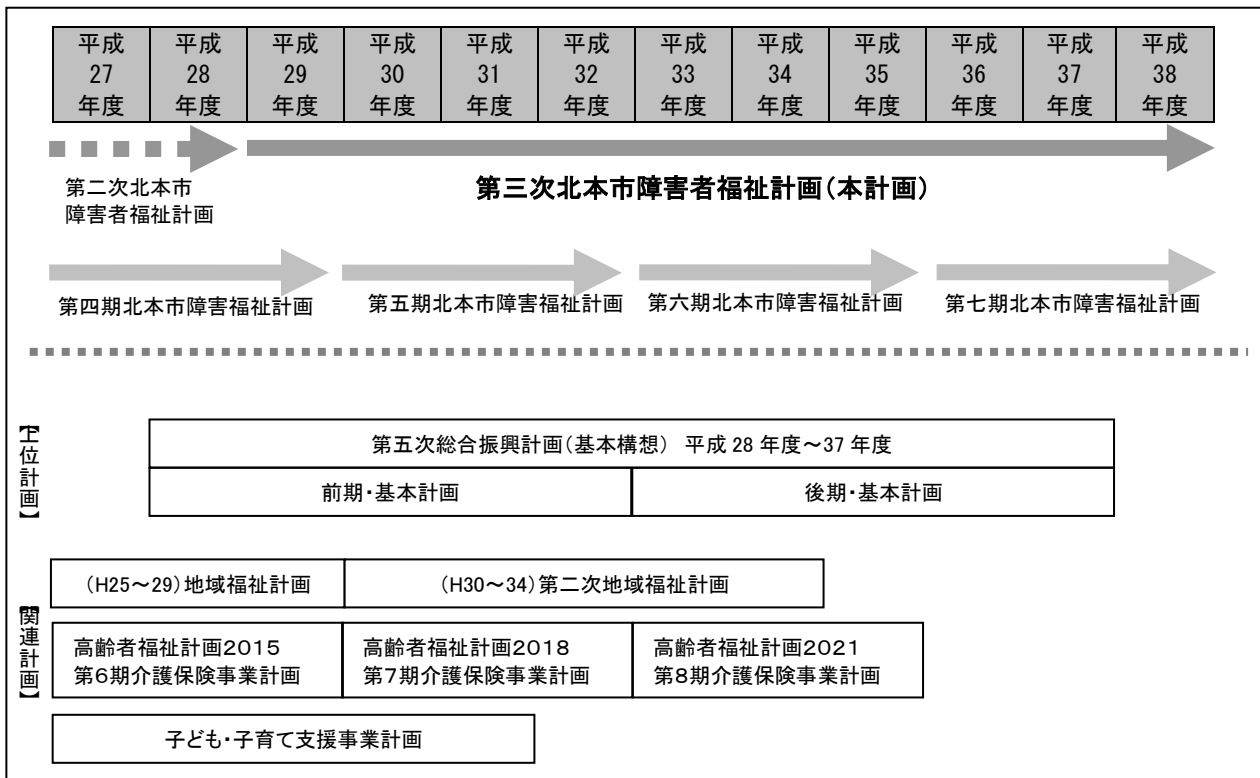 平成 平成 平成 平成 平成 平成 平成 平成 平成 平成 平成 平成
27 28 29 30 31 32 33 34 35 36 37 38
年度 年度 年度 年度 年度 年度 年度 年度 年度 年度 年度 年度
第二次北本市
障害者福祉計画
第三次北本市障害者福祉計画(本計画)
第四期北本市障害福祉計画 第五期北本市障害福祉計画 第六期北本市障害福祉計画 第七期北本市障害福祉計画
【上位計画】
第五次総合振興計画(基本構想) 平成 28 年度~37 年度
前期・基本計画 後期・基本計画
【関連計画】
(H25~29)地域福祉計画 (H30~34)第二次地域福祉計画
高齢者福祉計画2015 高齢者福祉計画2018 高齢者福祉計画2021
第6期介護保険事業計画 第7期介護保険事業計画 第8期介護保険事業計画
子ども・子育て支援事業計画